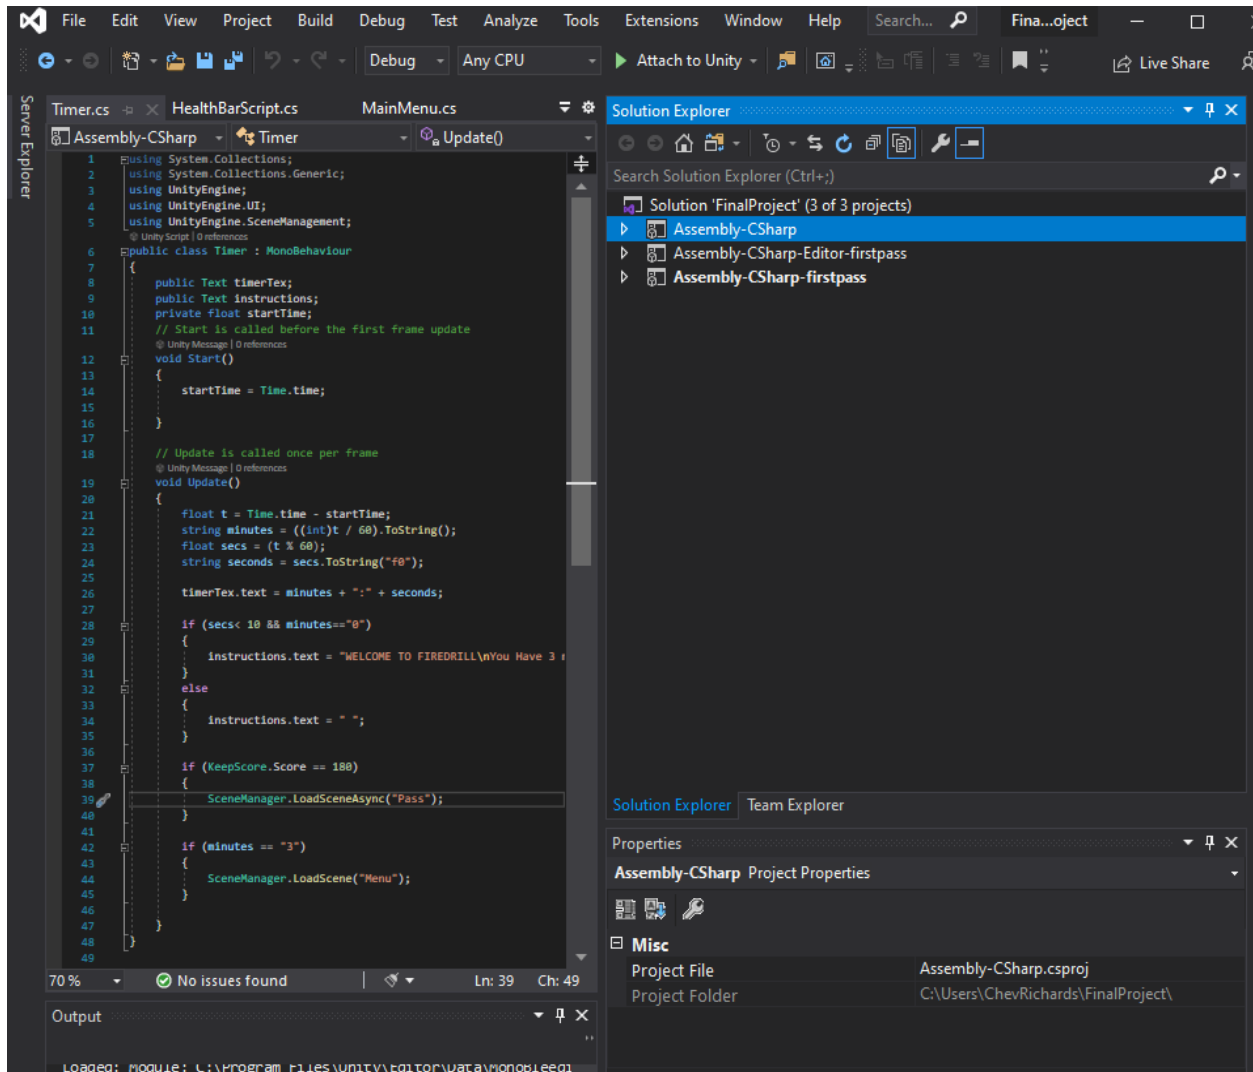 File Edit View Project Build Debug Test Analyze Tools Extensions Window Help Search... Fina...oject
Debug Any CPU Attach to Unity Live Share
Server Explorer
Timer.cs HealthBarScript.cs MainMenu.cs
Assembly-CSharp Timer Update()
1 using System.Collections;
2 using System.Collections.Generic;
3 using UnityEngine;
4 using UnityEngine.UI;
5 using UnityEngine.SceneManagement;
Unity Script | 0 references
6 public class Timer : MonoBehaviour
7 {
8 public Text timerTex;
9 public Text instructions;
10 private float startTime;
11 // Start is called before the first frame update
Unity Message | 0 references
12 void Start()
13 {
14 startTime = Time.time;
15
16 }
17
18 // Update is called once per frame
Unity Message | 0 references
19 void Update()
20 {
21 float t = Time.time - startTime;
22 string minutes = ((int)t / 60).ToString();
23 float secs = (t % 60);
24 string seconds = secs.ToString("f0");
25
26 timerTex.text = minutes + ":" + seconds;
27
28 if (secs< 10 && minutes=="0")
29 {
30 instructions.text = "WELCOME TO FIREDRILL\nYou Have 3
31 }
32 else
33 {
34 instructions.text = " ";
35 }
36
37 if (KeepScore.Score == 180)
38 {
39 SceneManager.LoadSceneAsync("Pass");
40 }
41
42 if (minutes == "3")
43 {
44 SceneManager.LoadScene("Menu");
45 }
46
47 }
48 }
49
70 % No issues found Ln: 39 Ch: 49
Output
Loaded: Module: C:\Program Files\Unity\Editor\Data\MonoBleedi
Solution Explorer
Search Solution Explorer (Ctrl+;)
Solution 'FinalProject' (3 of 3 projects)
Assembly-CSharp
Assembly-CSharp-Editor-firstpass
Assembly-CSharp-firstpass
Solution Explorer Team Explorer
Properties
Assembly-CSharp Project Properties
Misc
Project File Assembly-CSharp.csproj
Project Folder C:\Users\ChevRichards\FinalProject\